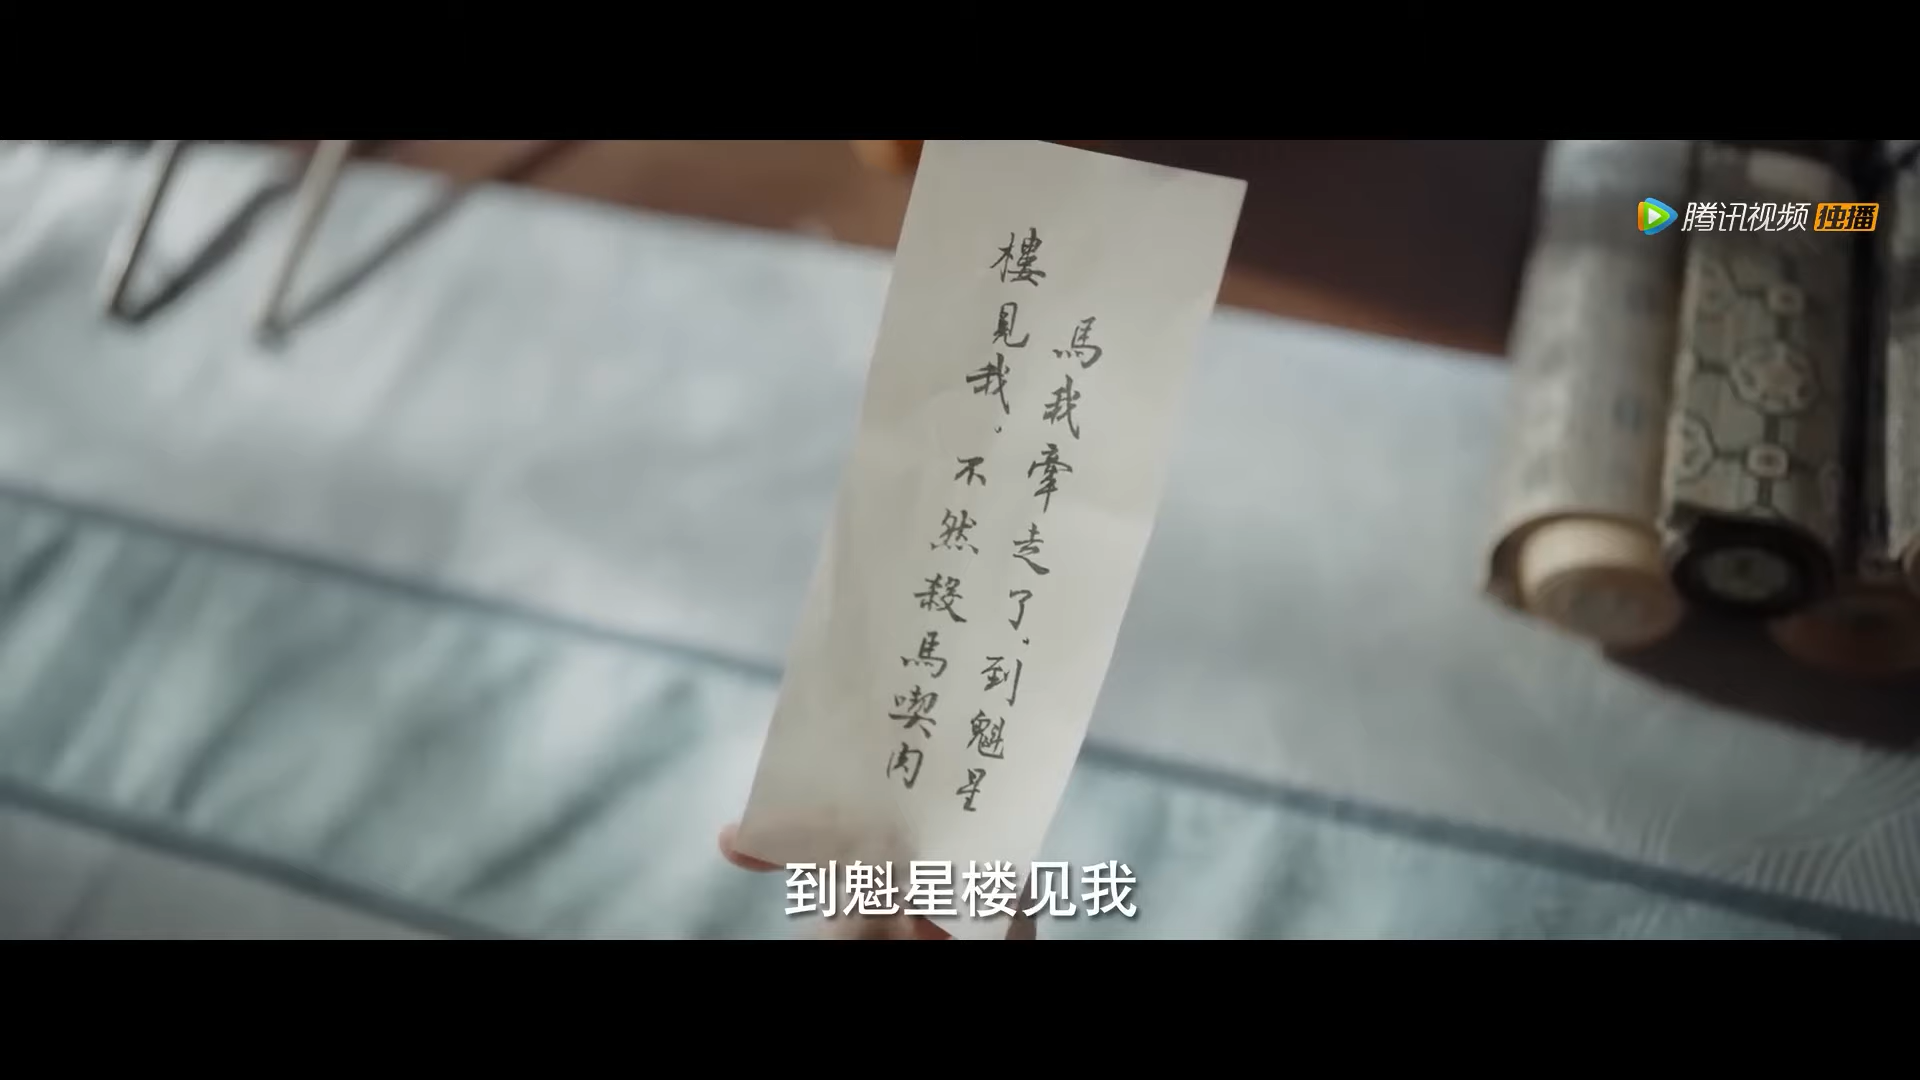 腾讯视频 独播
馬我牽走了。到魁星
樓見我。不然殺馬喫肉
到魁星楼见我